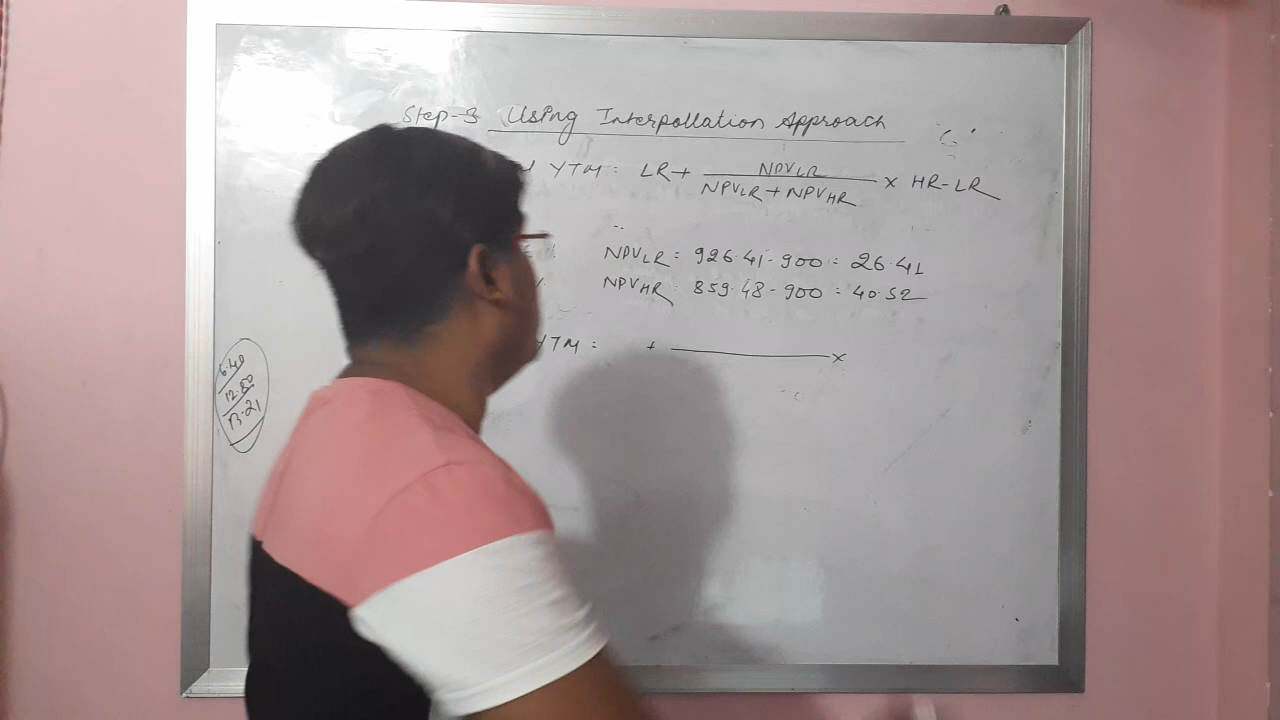 Step-3 Using Interpollation Approach
YTM: LR+ NPVLR
NPVLR + NPVHR
× HR-LR
NPVLR = 926.41-900 = 26.41
NPVHR = 859.48-900 = 40.52
YTM = + ×
6.40
12.80
13.21